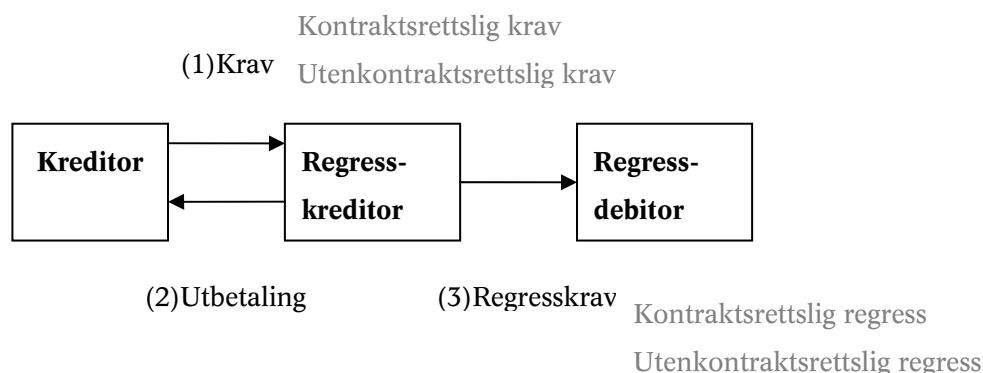 Kontraktsrettslig krav
(1)Krav
Utenkontraktsrettslig krav
Kreditor
Regress-
kreditor
Regress-
debitor
(2)Utbetaling
(3)Regresskrav
Kontraktsrettslig regress
Utenkontraktsrettslig regress